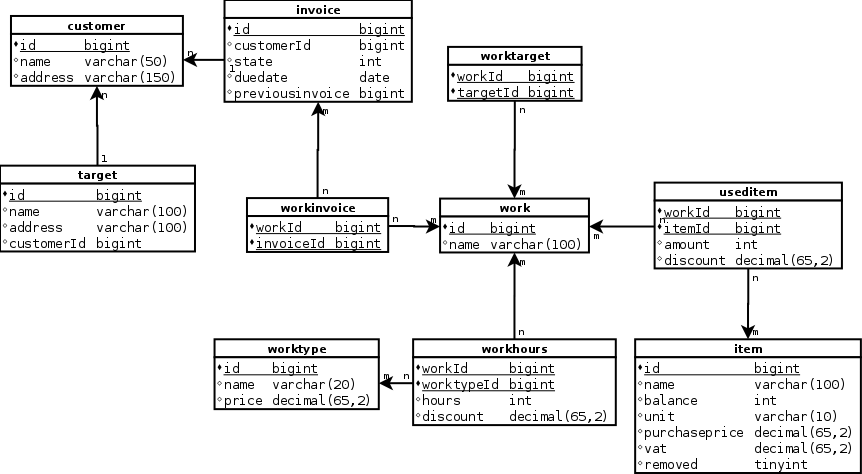 customer
id bigint
name varchar(50)
address varchar(150)
n
invoice
id bigint
customerId bigint
state int
duedate date
previousinvoice bigint
1
m
worktarget
workId bigint
targetId bigint
n
m
n
1
target
id bigint
name varchar(100)
address varchar(100)
customerId bigint
n
workinvoice
workId bigint
invoiceId bigint
n
m
work
id bigint
name varchar(100)
m
m
useditem
workId bigint
itemId bigint
amount int
discount decimal(65,2)
n
n
m
n
worktype
id bigint
name varchar(20)
price decimal(65,2)
m
n
workhours
workId bigint
worktypeId bigint
hours int
discount decimal(65,2)
item
id bigint
name varchar(100)
balance int
unit varchar(10)
purchaseprice decimal(65,2)
vat decimal(65,2)
removed tinyint